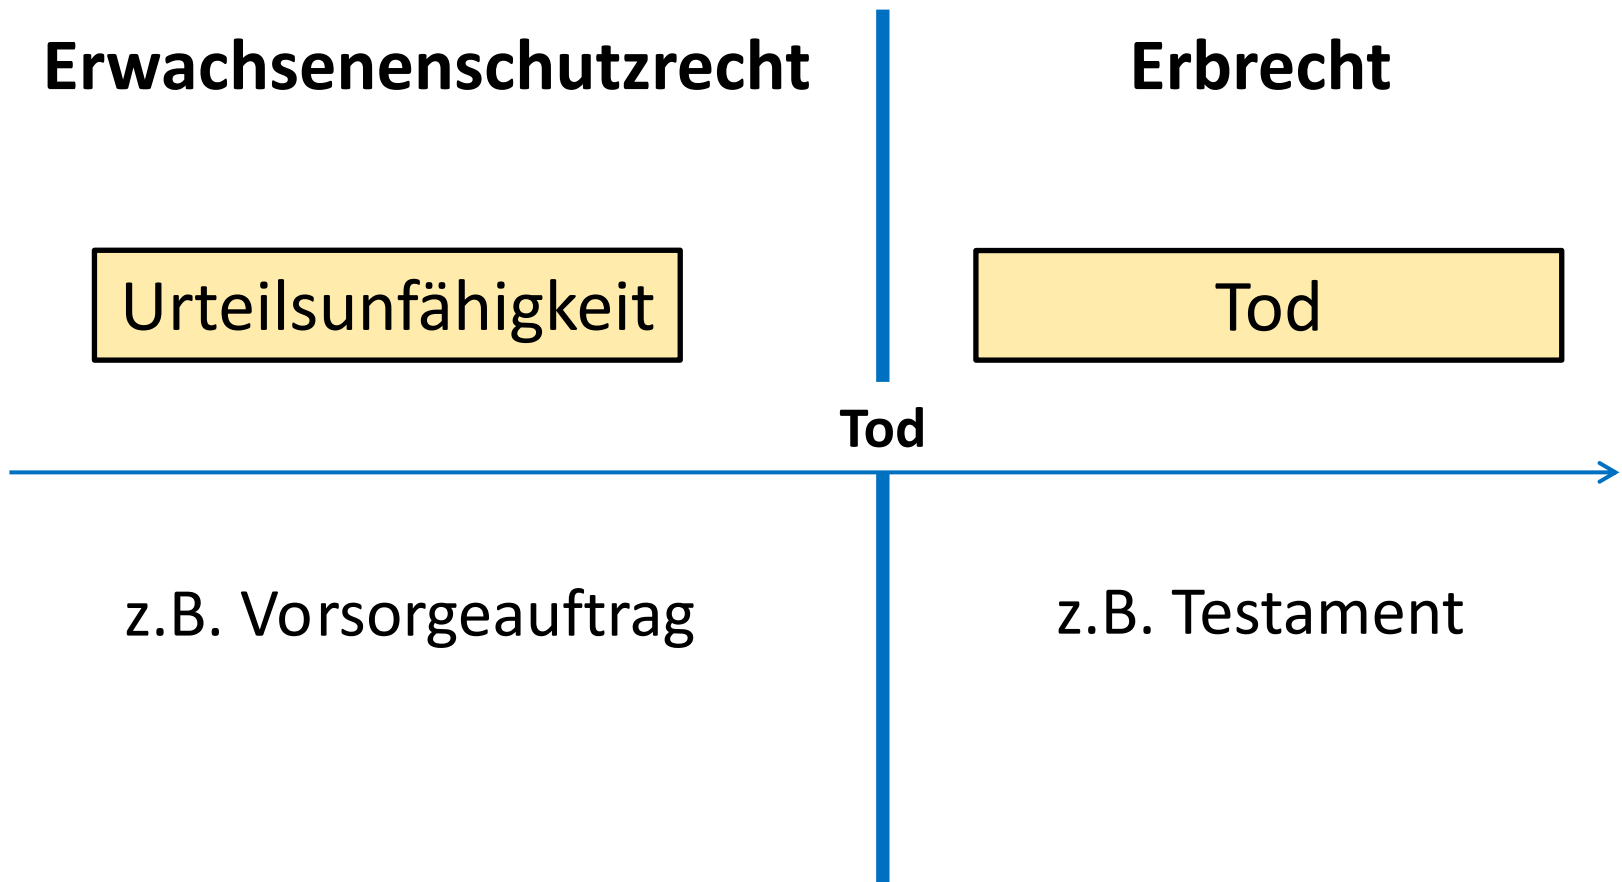 Erwachsenenschutzrecht
Erbrecht
Urteilsunfähigkeit
Tod
Tod
z.B. Vorsorgeauftrag
z.B. Testament